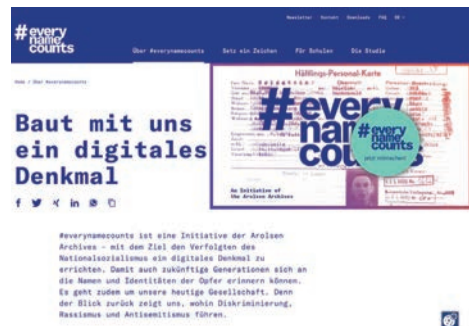 Newsletter Kontakt Downloads FAQ DE
#every
name
counts
Über #everynamecounts Setz ein Zeichen Für Schulen Die Studie
Home / Über #everynamecounts
Häftlings-Personal-Karte
#every
name
counts
#every
name
counts
jetzt mitmachen!
An Initiative of
the Arolsen Archives
Baut mit uns
ein digitales
Denkmal
#everynamecounts ist eine Initiative der Arolsen
Archives – mit dem Ziel den Verfolgten des
Nationalsozialismus ein digitales Denkmal zu
errichten. Damit auch zukünftige Generationen sich an
die Namen und Identitäten der Opfer erinnern können.
Es geht zudem um unsere heutige Gesellschaft. Denn
der Blick zurück zeigt uns, wohin Diskriminierung,
Rassismus und Antisemitismus führen.